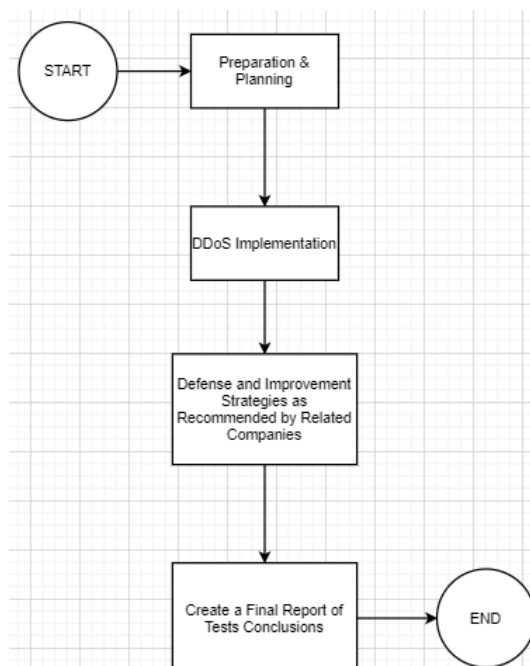 START
Preparation &
Planning
DDoS Implementation
Defense and Improvement
Strategies as
Recommended by Related
Companies
Create a Final Report of
Tests Conclusions
END